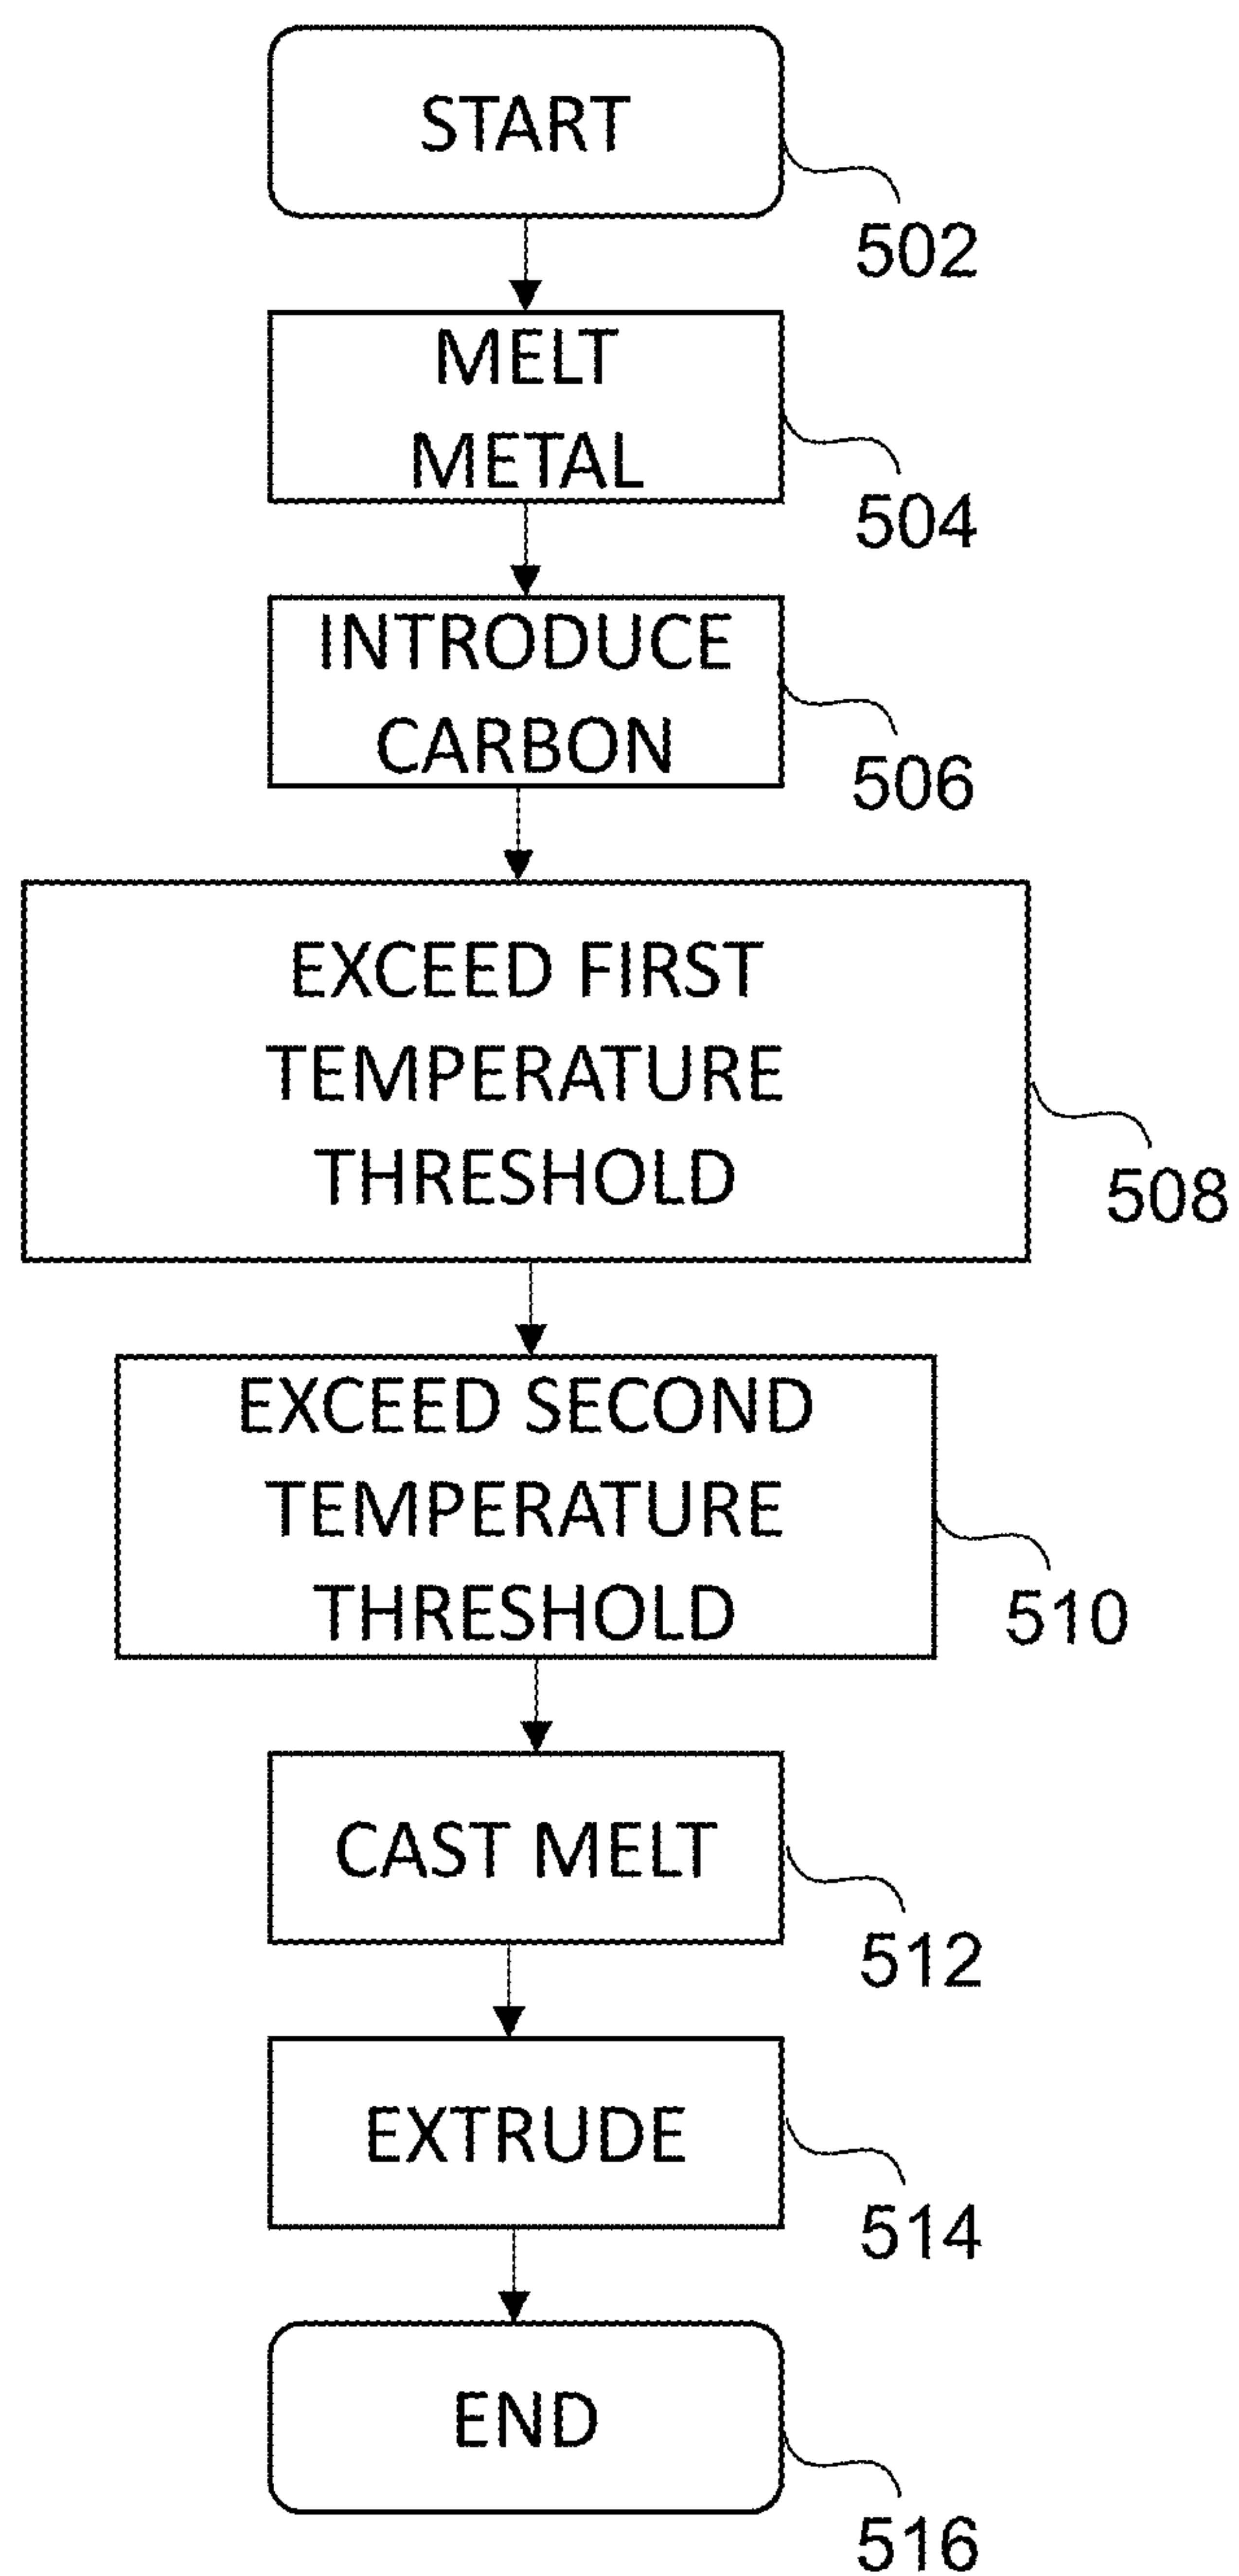 START
502
MELT
METAL
504
INTRODUCE
CARBON
506
EXCEED FIRST
TEMPERATURE
THRESHOLD
508
EXCEED SECOND
TEMPERATURE
THRESHOLD
510
CAST MELT
512
EXTRUDE
514
END
516